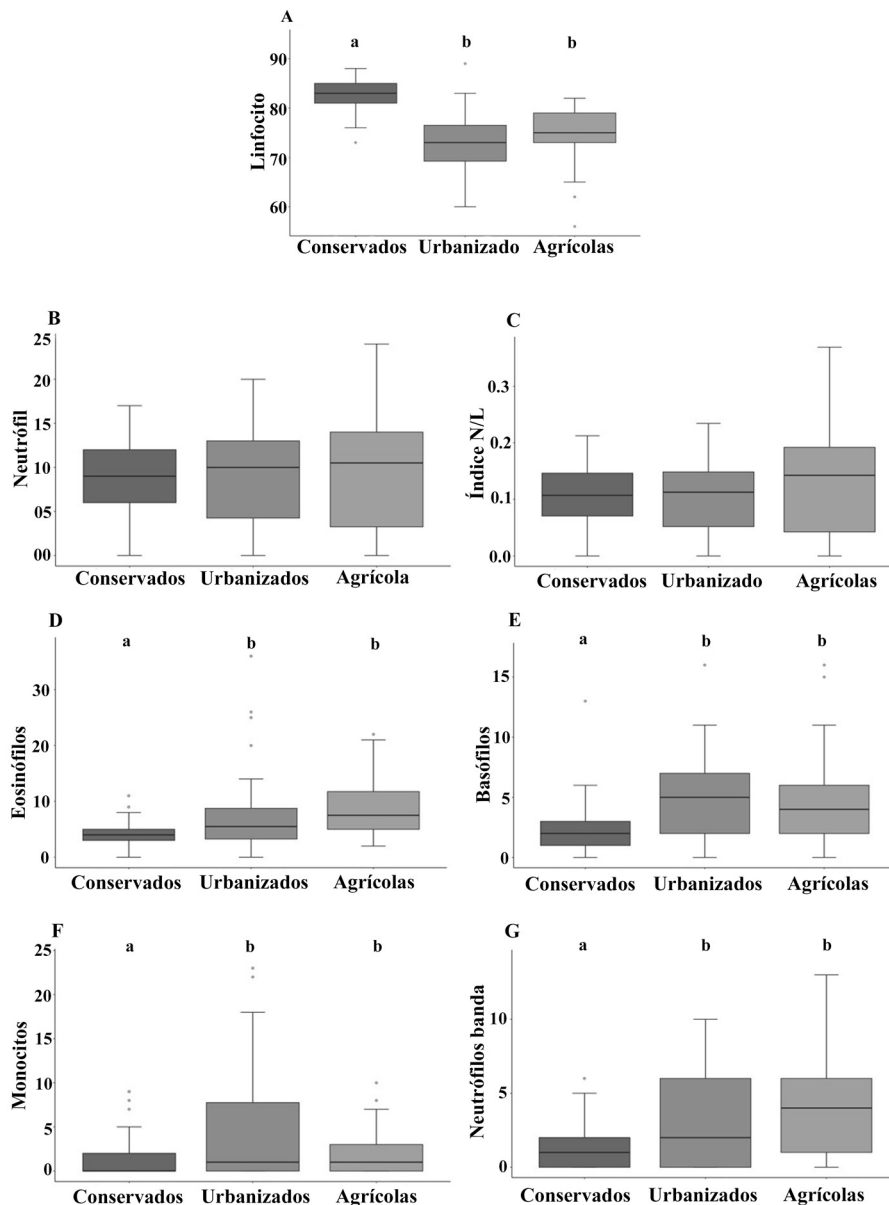 A
a b b
90
80
70
60
Linfocito
Conservados Urbanizado Agrícolas
B
25
20
15
10
05
00
Neutrófil
Conservados Urbanizados Agrícola
C
0.3
0.2
0.1
0.0
Índice N/L
Conservados Urbanizado Agrícolas
D
a b b
30
20
10
0
Eosinófilos
Conservados Urbanizados Agrícolas
E
a b b
15
10
5
0
Basófilos
Conservados Urbanizados Agrícolas
F
a b b
25
20
15
10
5
0
Monocitos
Conservados Urbanizados Agrícolas
G
a b b
10
5
0
Neutrófilos banda
Conservados Urbanizados Agrícolas